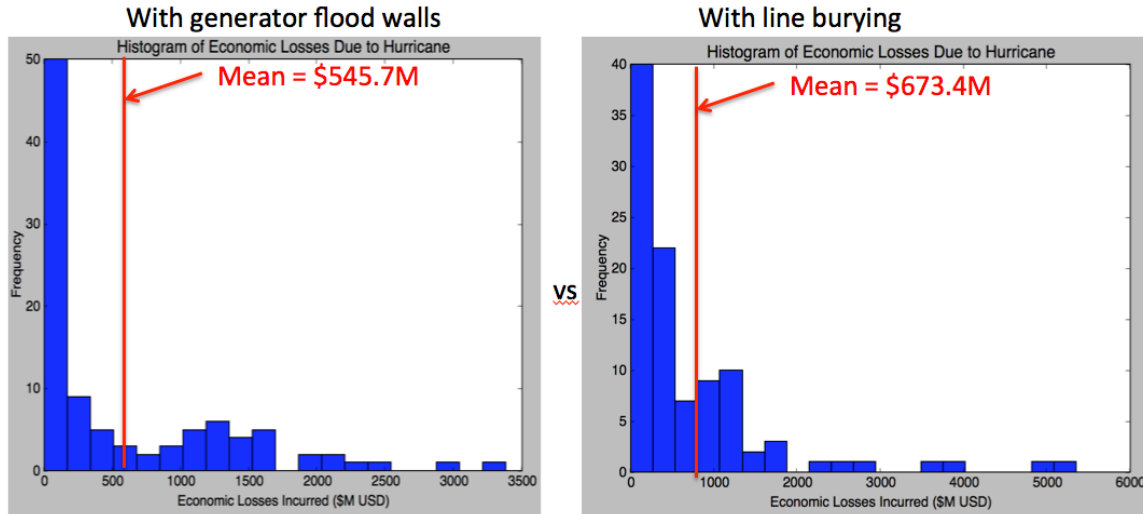 With generator flood walls
Histogram of Economic Losses Due to Hurricane
Mean = $545.7M
50
40
30
20
10
0
Frequency
0 500 1000 1500 2000 2500 3000 3500
Economic Losses Incurred ($M USD)
vs
With line burying
Histogram of Economic Losses Due to Hurricane
Mean = $673.4M
40
35
30
25
20
15
10
5
0
Frequency
0 1000 2000 3000 4000 5000 6000
Economic Losses Incurred ($M USD)